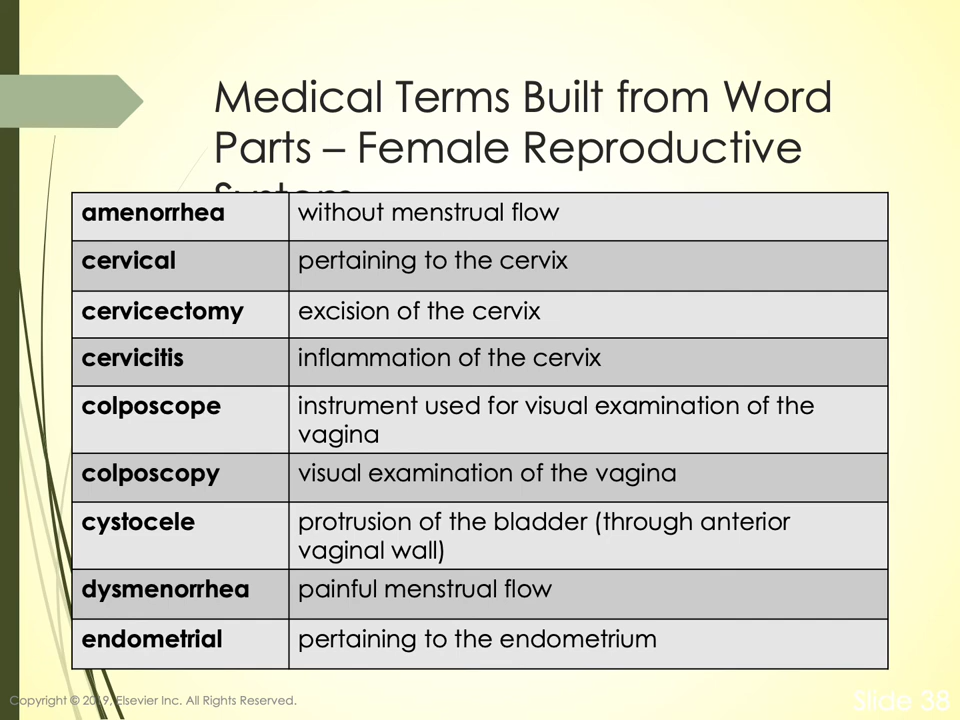 Medical Terms Built from Word
Parts – Female Reproductive
System
amenorrhea without menstrual flow
cervical pertaining to the cervix
cervicectomy excision of the cervix
cervicitis inflammation of the cervix
colposcope instrument used for visual examination of the
vagina
colposcopy visual examination of the vagina
cystocele protrusion of the bladder (through anterior
vaginal wall)
dysmenorrhea painful menstrual flow
endometrial pertaining to the endometrium
Copyright © 2019, Elsevier Inc. All Rights Reserved.
Slide 38